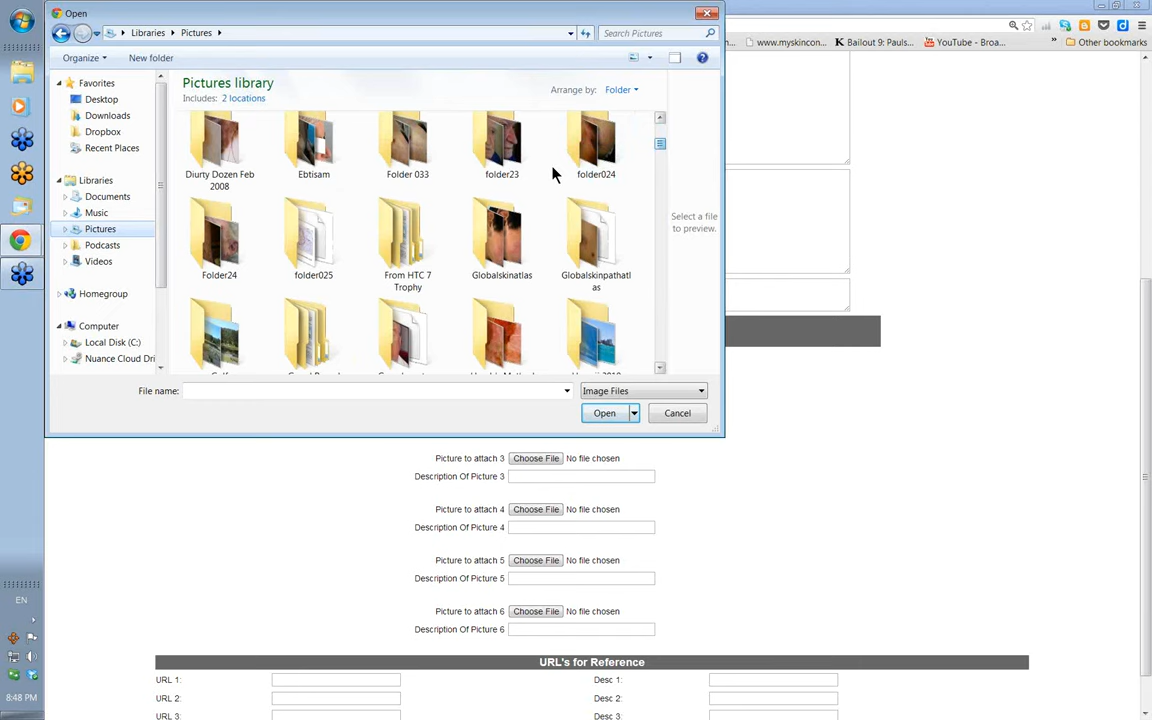 Open
Libraries Pictures
Search Pictures
Organize
New folder
Favorites
Desktop
Downloads
Dropbox
Recent Places
Libraries
Documents
Music
Pictures
Podcasts
Videos
Homegroup
Computer
Local Disk (C:)
Nuance Cloud Dri
Pictures library
Includes: 2 locations
Arrange by: Folder
Diurty Dozen Feb
2008
Ebtisam
Folder 033
folder23
folder024
Folder24
folder025
From HTC 7
Trophy
Globalskinatlas
Globalskinpathatl
as
Select a file
to preview.
File name:
Image Files
Open
Cancel
www.myskincon...
Bailout 9: Pauls...
YouTube - Broa...
Other bookmarks
Picture to attach 3 Choose File No file chosen
Description Of Picture 3
Picture to attach 4 Choose File No file chosen
Description Of Picture 4
Picture to attach 5 Choose File No file chosen
Description Of Picture 5
Picture to attach 6 Choose File No file chosen
Description Of Picture 6
URL's for Reference
URL 1: Desc 1:
URL 2: Desc 2:
URL 3: Desc 3:
EN
8:48 PM